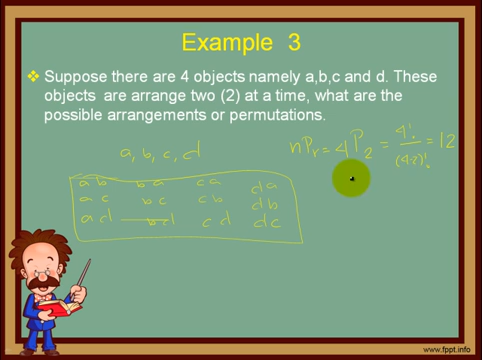 Example 3
❖ Suppose there are 4 objects namely a,b,c and d. These
objects are arrange two (2) at a time, what are the
possible arrangements or permutations.
a, b, c, d
nPr = 4P2 = 4! / (4-2)! = 12
ab ba ca da
ac bc cb db
ad bd cd dc
www.fppt.info